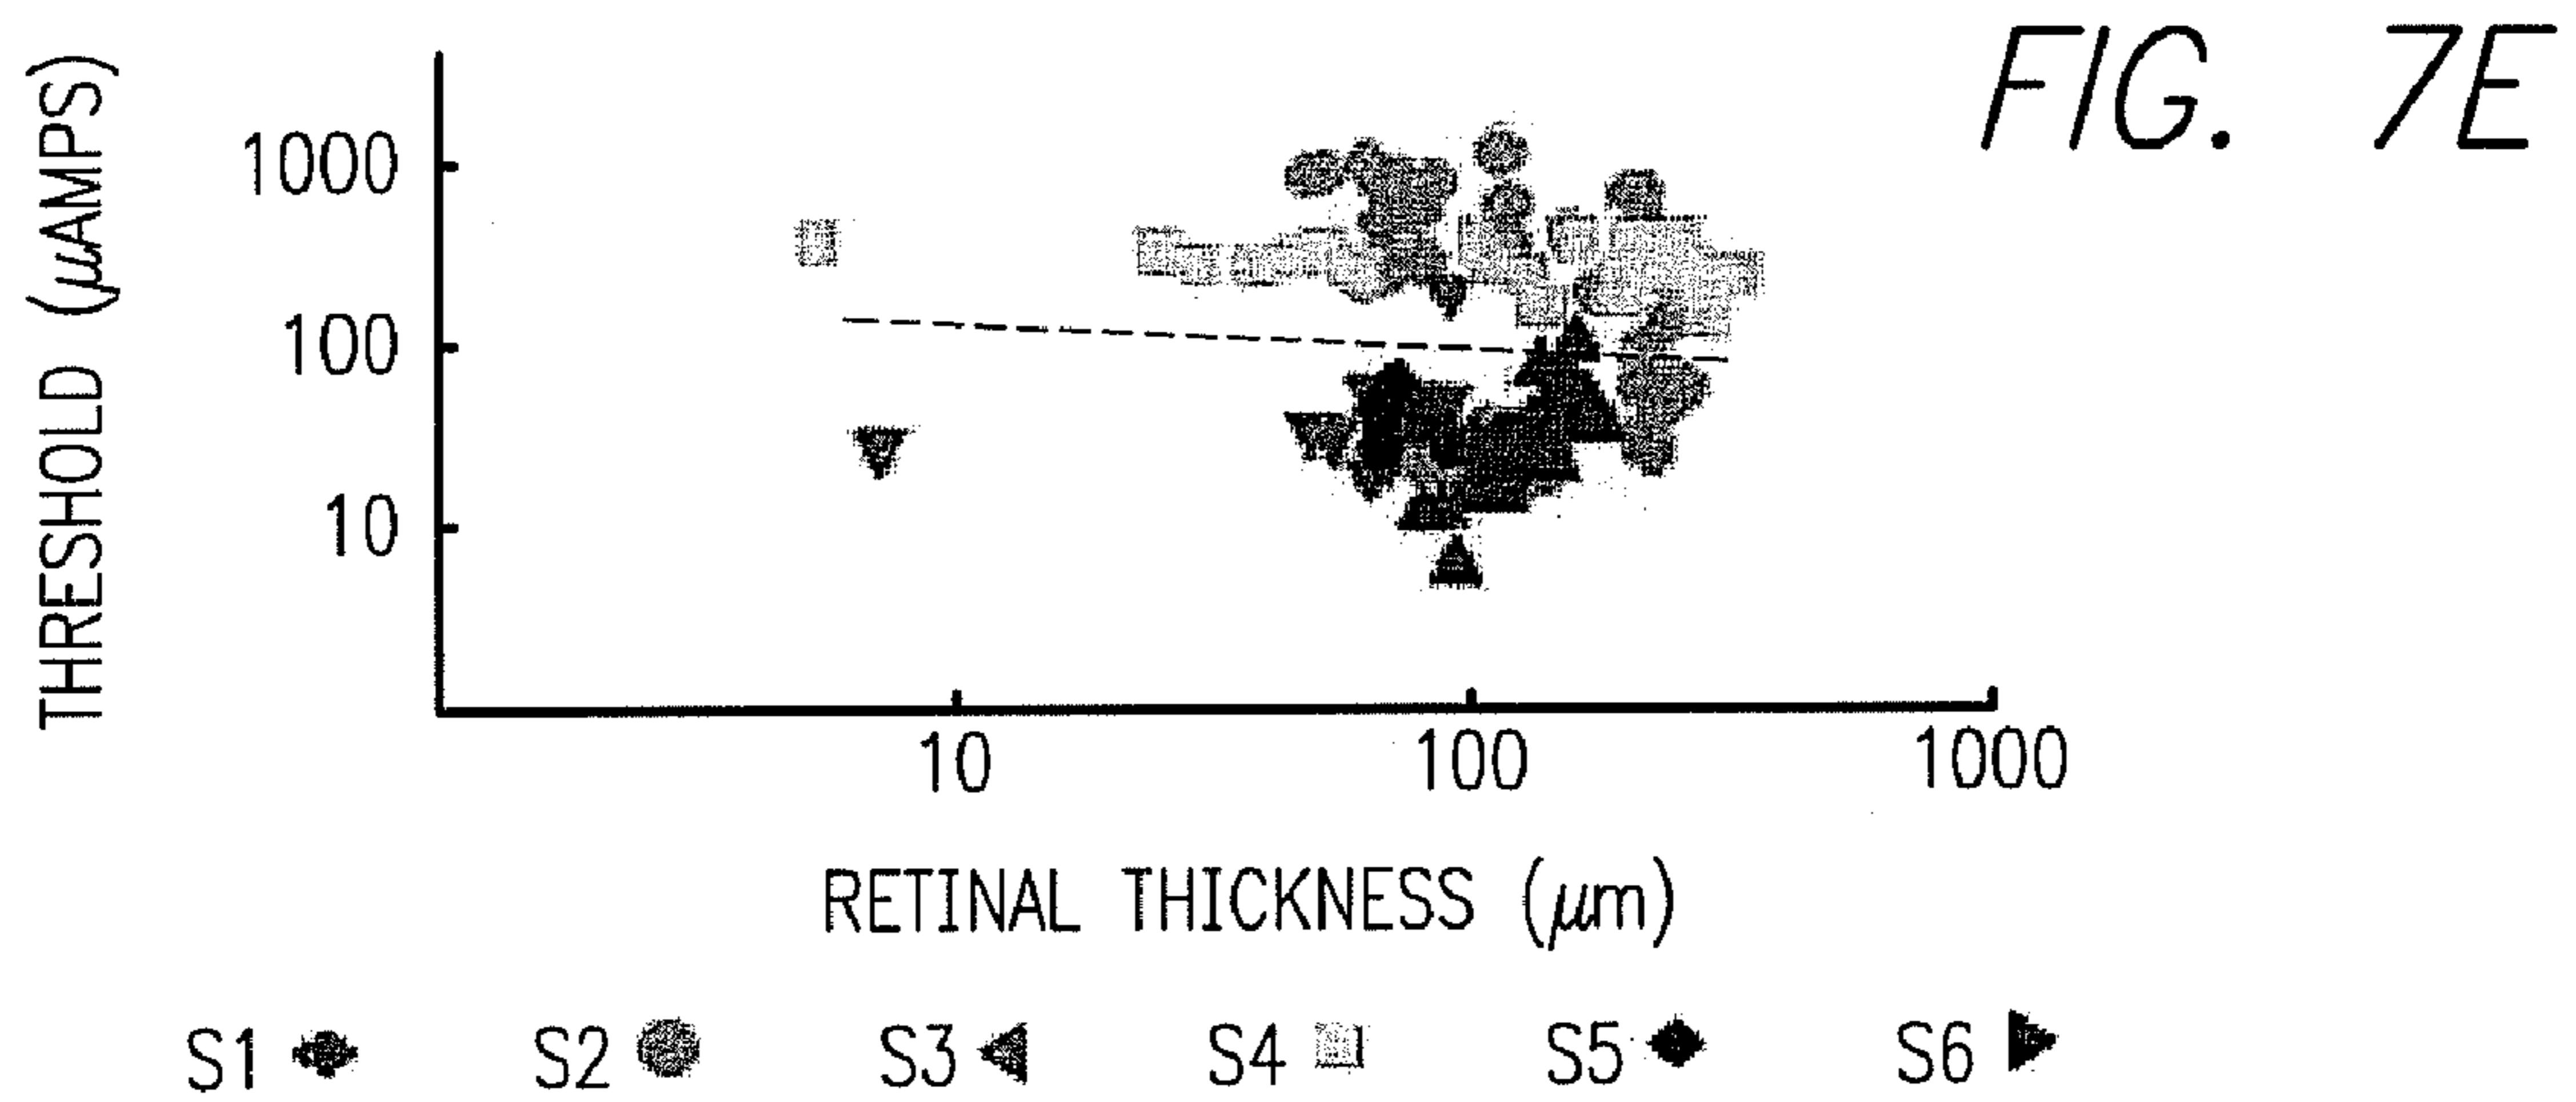 FIG. 7E
THRESHOLD (μAMPS)
1000
100
10
10 100 1000
RETINAL THICKNESS (μm)
S1 S2 S3 S4 S5 S6